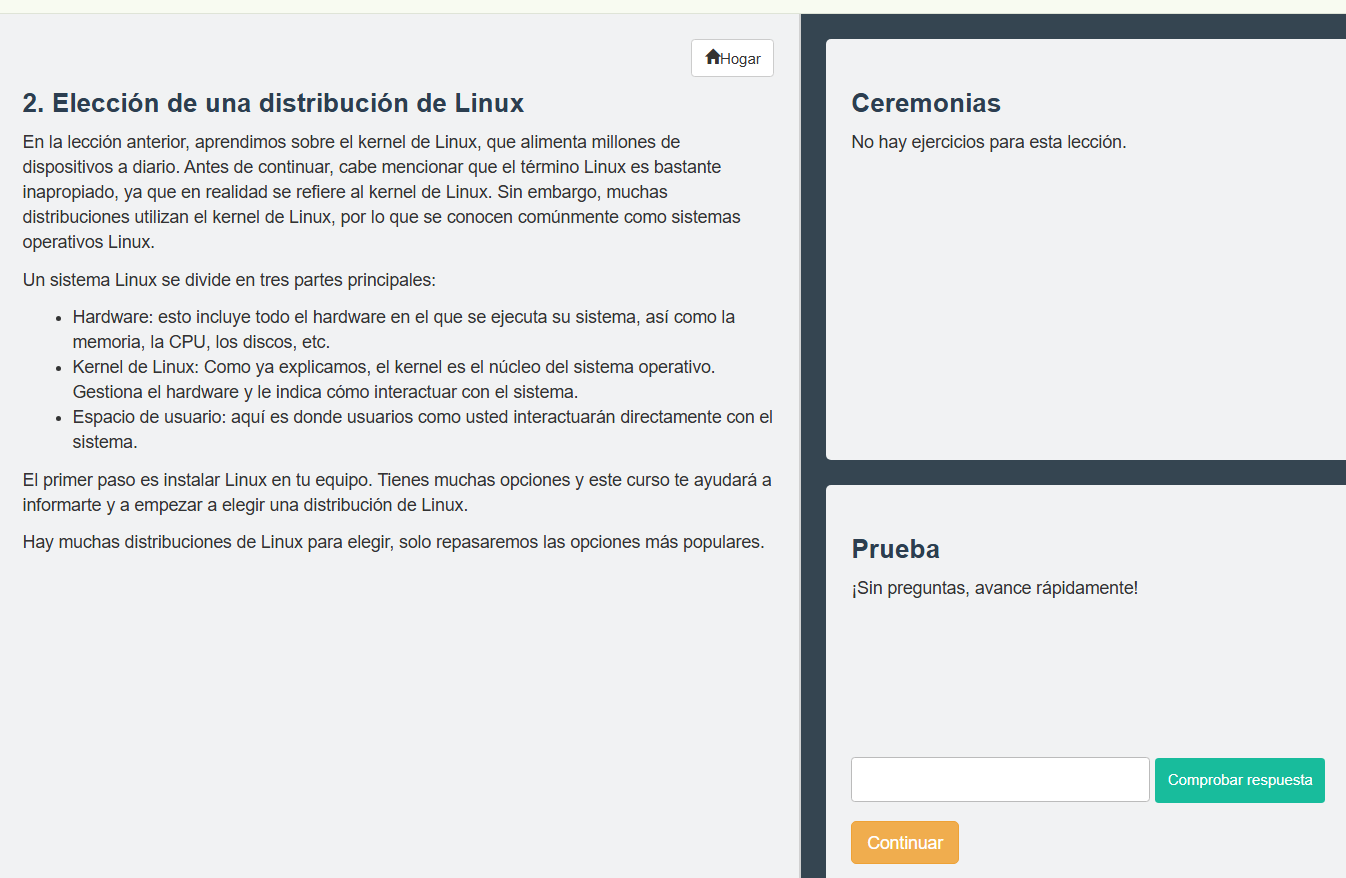 Hogar
2. Elección de una distribución de Linux
En la lección anterior, aprendimos sobre el kernel de Linux, que alimenta millones de
dispositivos a diario. Antes de continuar, cabe mencionar que el término Linux es bastante
inapropiado, ya que en realidad se refiere al kernel de Linux. Sin embargo, muchas
distribuciones utilizan el kernel de Linux, por lo que se conocen comúnmente como sistemas
operativos Linux.
Un sistema Linux se divide en tres partes principales:
• Hardware: esto incluye todo el hardware en el que se ejecuta su sistema, así como la
memoria, la CPU, los discos, etc.
• Kernel de Linux: Como ya explicamos, el kernel es el núcleo del sistema operativo.
Gestiona el hardware y le indica cómo interactuar con el sistema.
• Espacio de usuario: aquí es donde usuarios como usted interactuarán directamente con el
sistema.
El primer paso es instalar Linux en tu equipo. Tienes muchas opciones y este curso te ayudará a
informarte y a empezar a elegir una distribución de Linux.
Hay muchas distribuciones de Linux para elegir, solo repasaremos las opciones más populares.
Ceremonias
No hay ejercicios para esta lección.
Prueba
¡Sin preguntas, avance rápidamente!
Comprobar respuesta
Continuar